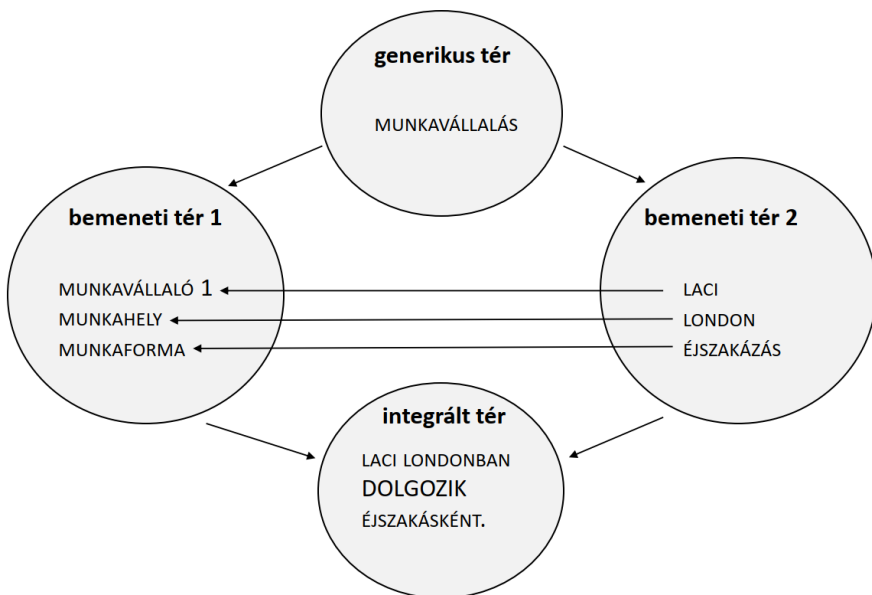 generikus tér
MUNKAVÁLLALÁS
bemeneti tér 1
MUNKAVÁLLALÓ 1
MUNKAHELY
MUNKAFORMA
bemeneti tér 2
LACI
LONDON
ÉJSZAKÁZÁS
integrált tér
LACI LONDONBAN
DOLGOZIK
ÉJSZAKÁSKÉNT.